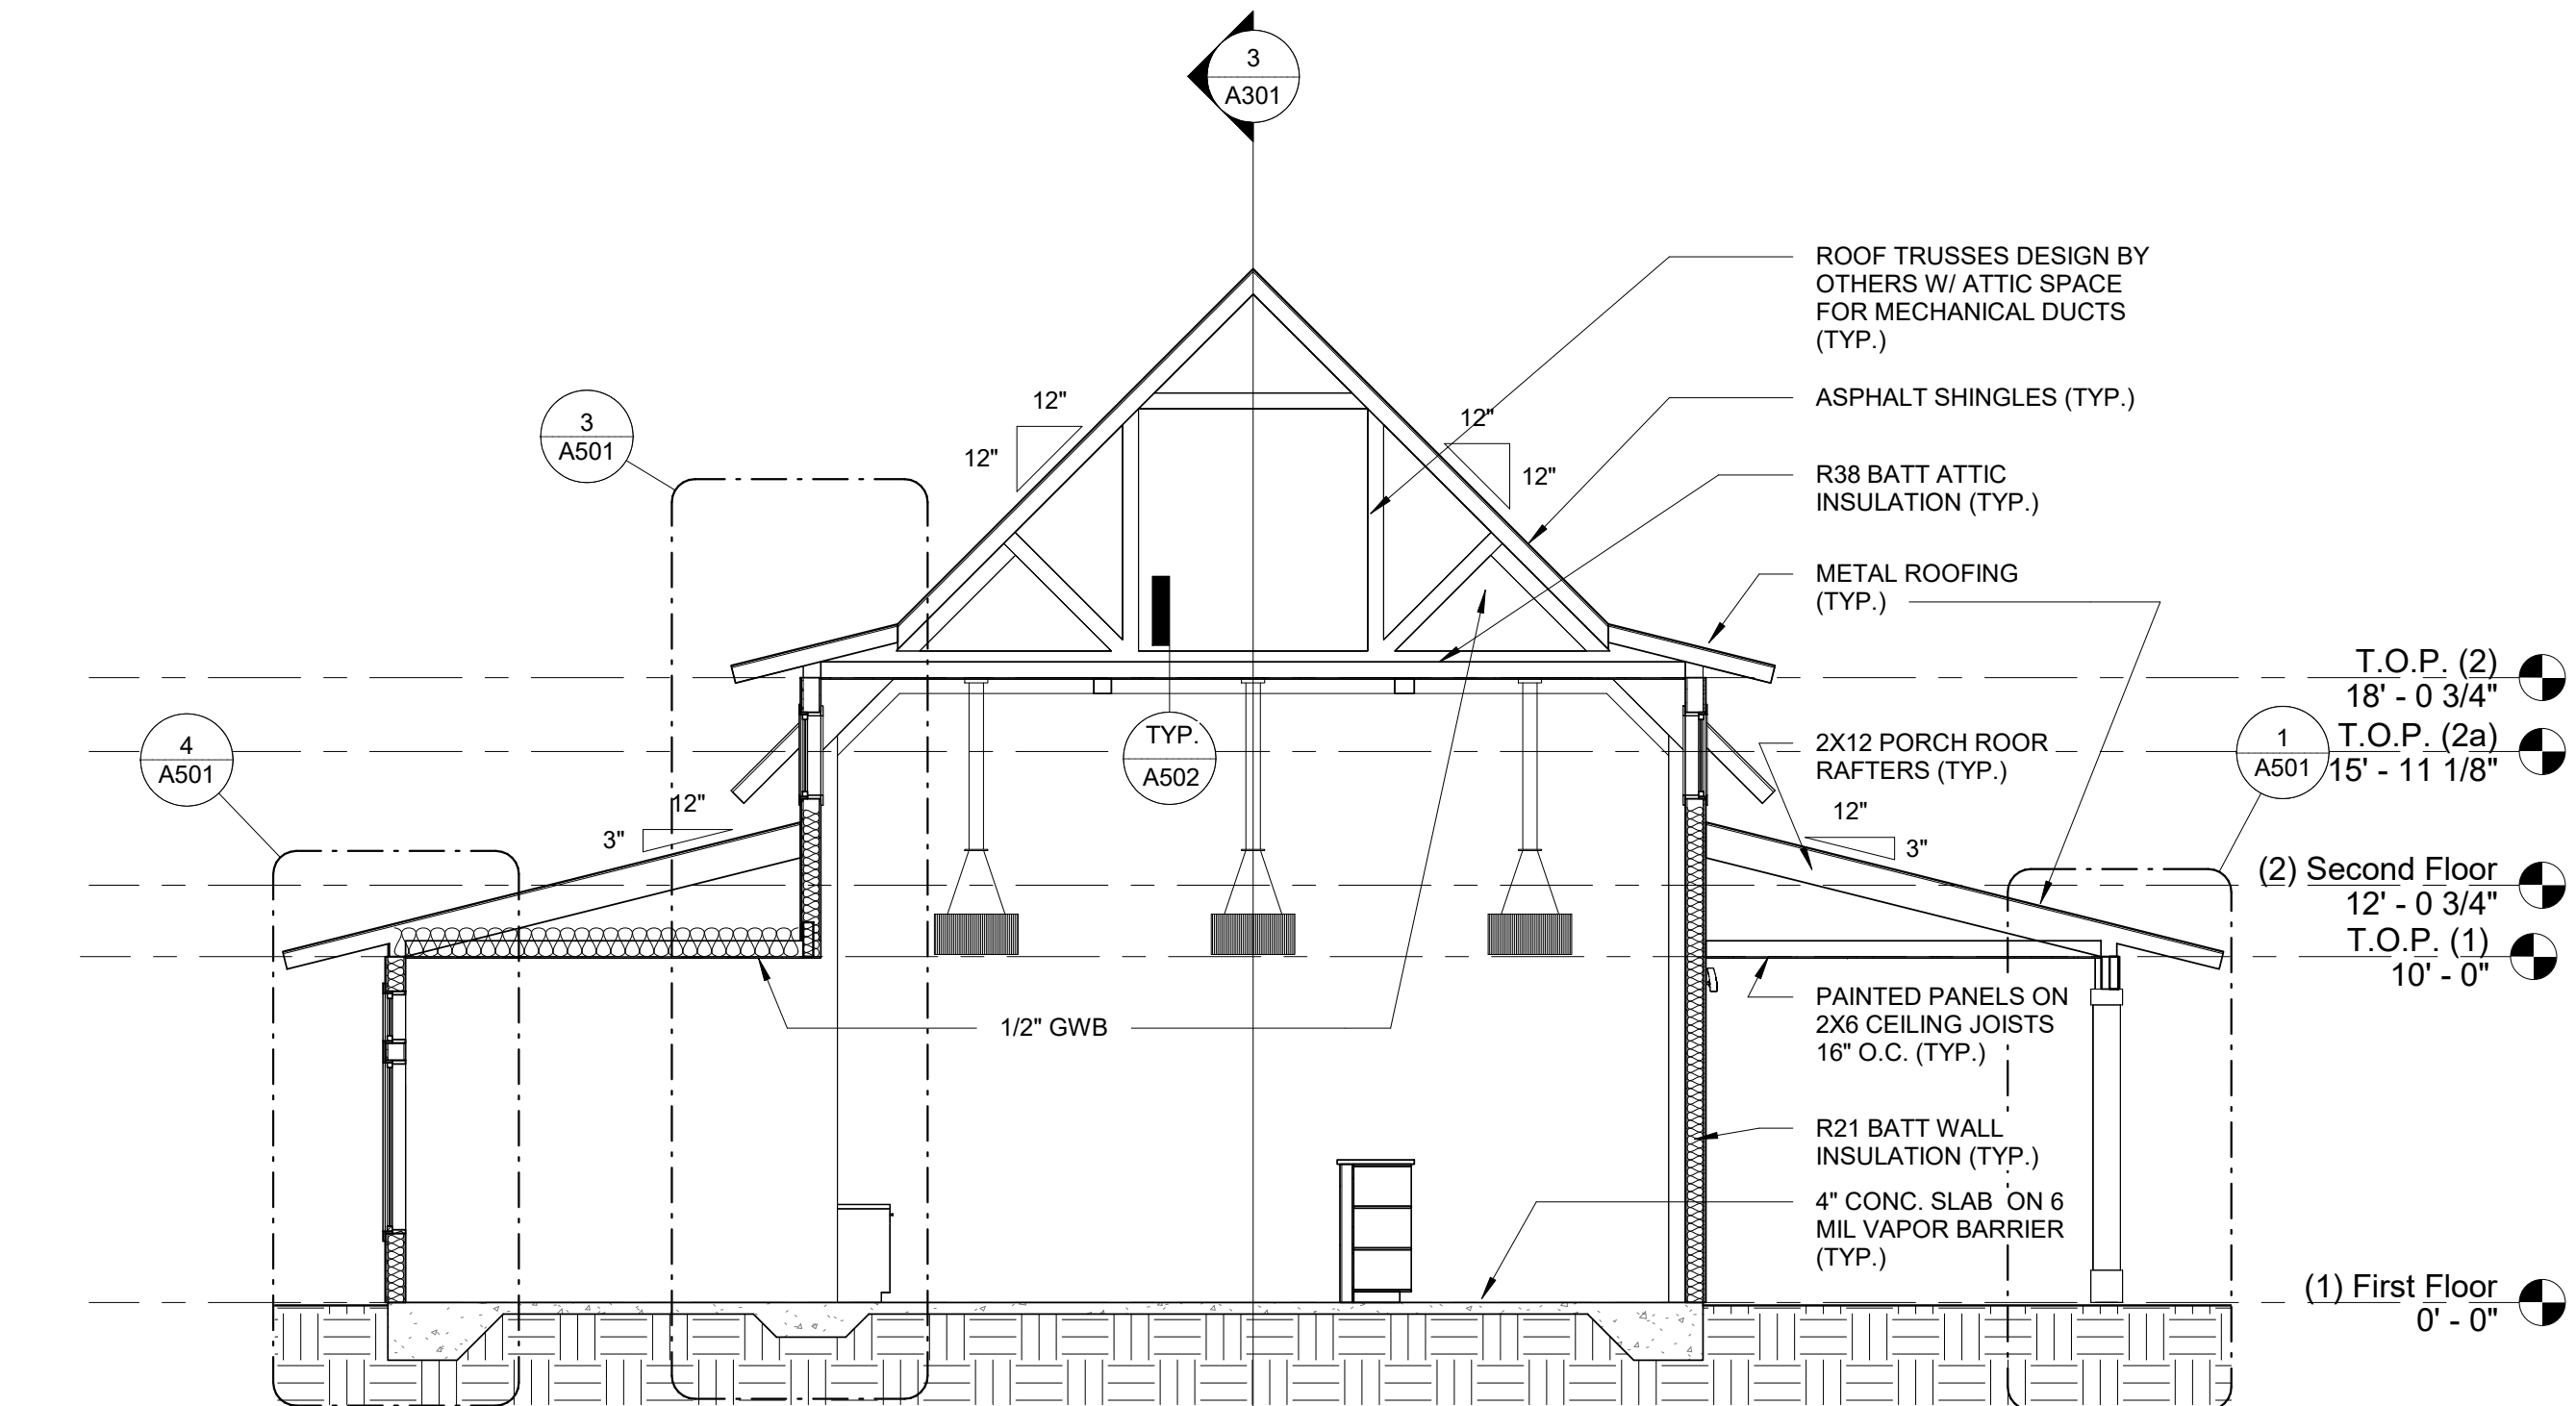 3
A301
ROOF TRUSSES DESIGN BY
OTHERS W/ ATTIC SPACE
FOR MECHANICAL DUCTS
(TYP.)
ASPHALT SHINGLES (TYP.)
12"
12"
12"
12"
3
A501
R38 BATT ATTIC
INSULATION (TYP.)
METAL ROOFING
(TYP.)
T.O.P. (2)
18' - 0 3/4"
4
A501
TYP.
A502
2X12 PORCH ROOR
RAFTERS (TYP.)
1
A501
T.O.P. (2a)
15' - 11 1/8"
12"
3"
12"
3"
(2) Second Floor
12' - 0 3/4"
T.O.P. (1)
10' - 0"
1/2" GWB
PAINTED PANELS ON
2X6 CEILING JOISTS
16" O.C. (TYP.)
R21 BATT WALL
INSULATION (TYP.)
4" CONC. SLAB ON 6
MIL VAPOR BARRIER
(TYP.)
(1) First Floor
0' - 0"